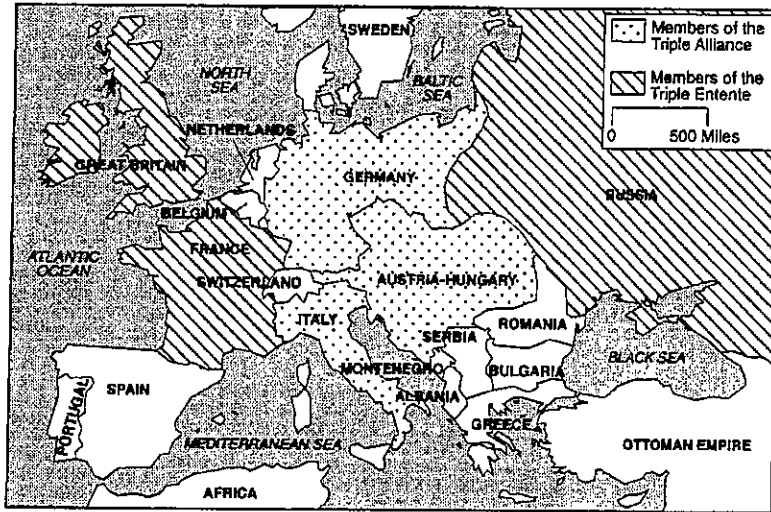 SWEDEN
Members of the
Triple Alliance
NORTH
SEA
BALTIC
SEA
Members of the
Triple Entente
0 500 Miles
NETHERLANDS
GREAT BRITAIN
GERMANY
RUSSIA
BELGIUM
ATLANTIC
OCEAN
FRANCE
SWITZERLAND
AUSTRIA-HUNGARY
ITALY
SERBIA
ROMANIA
BLACK SEA
MONTENEGRO
BULGARIA
SPAIN
PORTUGAL
ALBANIA
GREECE
MEDITERRANEAN SEA
OTTOMAN EMPIRE
AFRICA